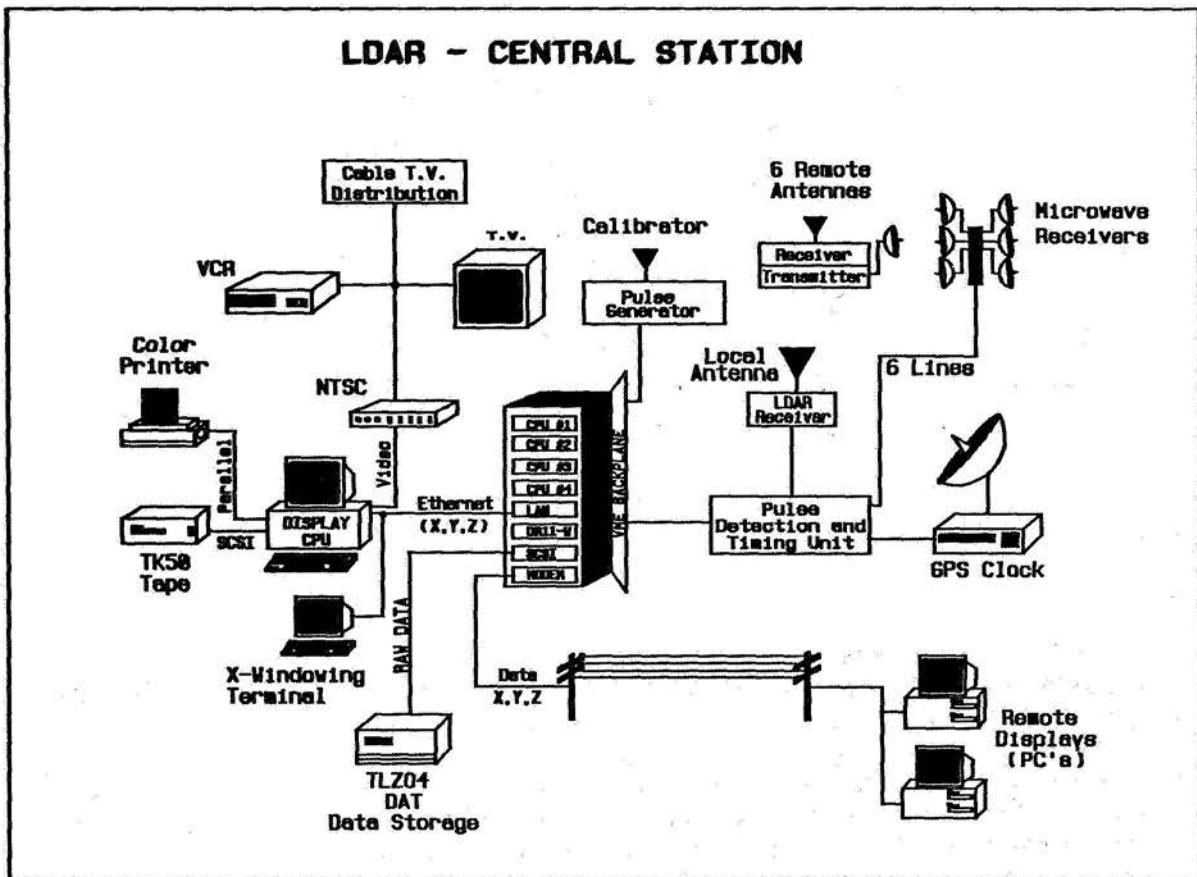 LDAR - CENTRAL STATION
Cable T.V.
Distribution
T.V.
VCR
Calibrator
Pulse
Generator
6 Remote
Antennas
Receiver
Transmitter
Microwave
Receivers
Color
Printer
NTSC
Local
Antenna
LDAR
Receiver
6 Lines
Parallel
Video
SCSI
DISPLAY
CPU
TK50
Tape
Ethernet
(X,Y,Z)
CPU #1
CPU #2
CPU #3
CPU #4
LAN
DR11-W
SCSI
MODEM
VME BACKPLANE
Pulse
Detection and
Timing Unit
GPS Clock
X-Windowing
Terminal
RAW DATA
Data
X,Y,Z
TLZ04
DAT
Data Storage
Remote
Displays
(PC's)